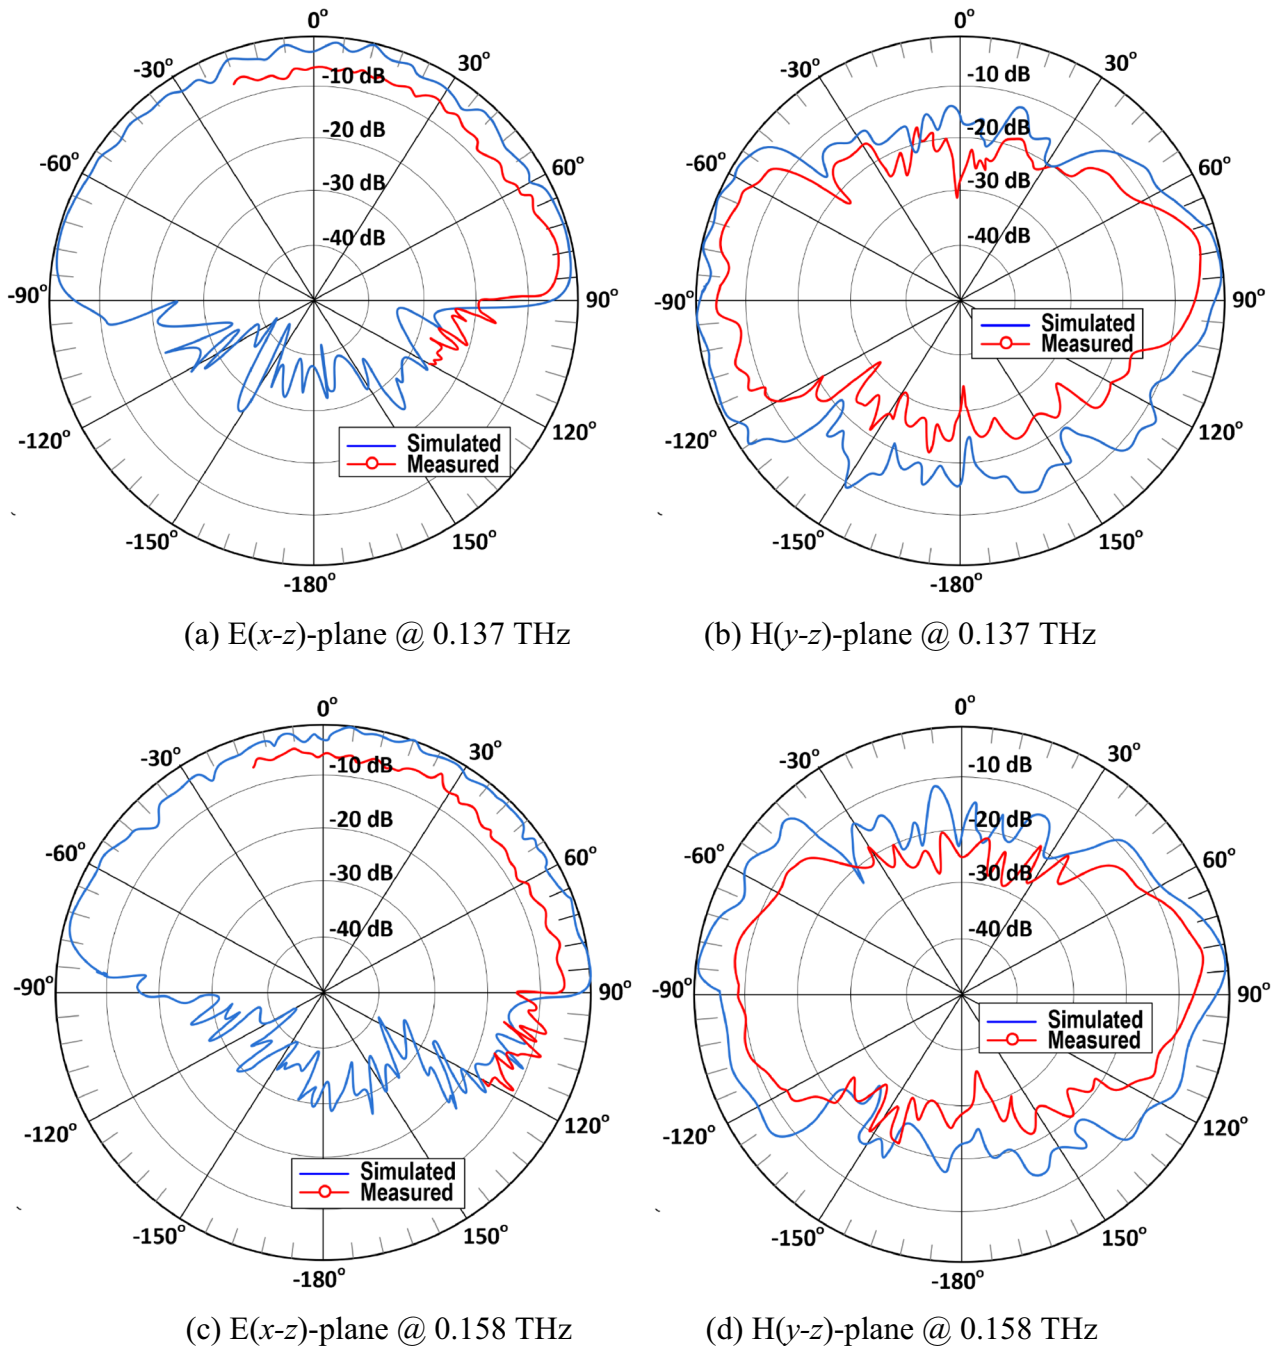 0°
-30°
30°
-10 dB
-20 dB
-30 dB
-40 dB
-60°
60°
-90°
90°
-120°
120°
Simulated
Measured
-150°
150°
-180°
(a) E(x-z)-plane @ 0.137 THz
0°
-30°
30°
-10 dB
-20 dB
-30 dB
-40 dB
-60°
60°
-90°
90°
Simulated
Measured
-120°
120°
-150°
150°
-180°
(b) H(y-z)-plane @ 0.137 THz
0°
-30°
30°
-10 dB
-20 dB
-30 dB
-40 dB
-60°
60°
-90°
90°
-120°
120°
Simulated
Measured
-150°
150°
-180°
(c) E(x-z)-plane @ 0.158 THz
0°
-30°
30°
-10 dB
-20 dB
-30 dB
-40 dB
-60°
60°
-90°
90°
Simulated
Measured
-120°
120°
-150°
150°
-180°
(d) H(y-z)-plane @ 0.158 THz